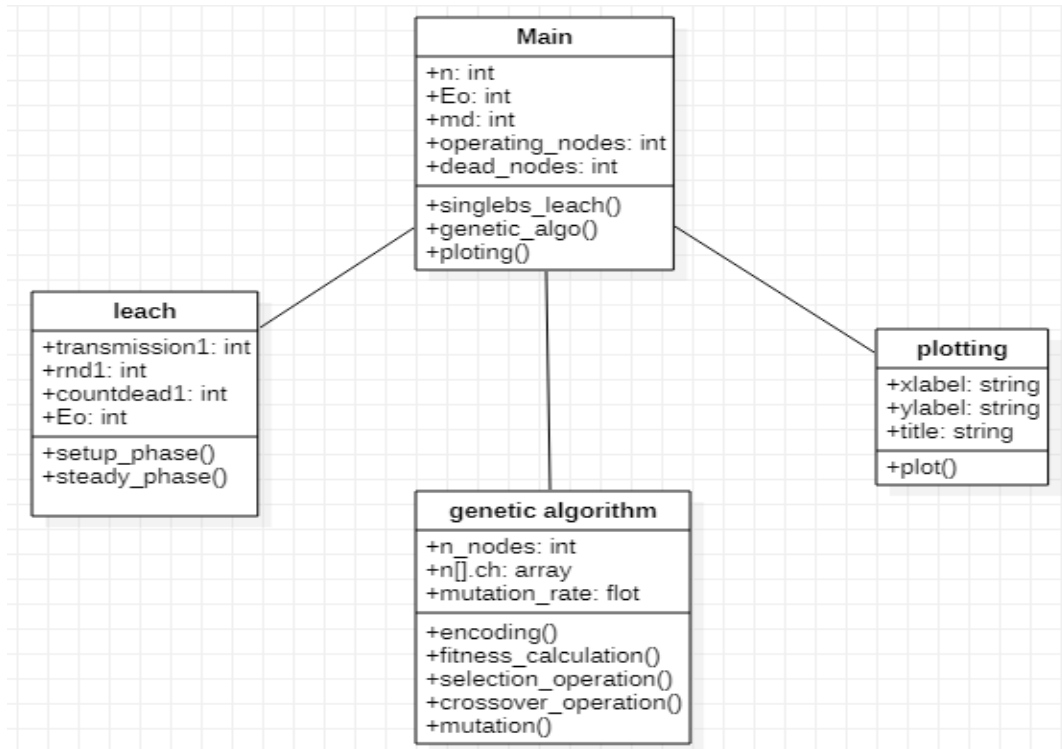 Main
+n: int
+Eo: int
+md: int
+operating_nodes: int
+dead_nodes: int
+singlebs_leach()
+genetic_algo()
+ploting()
leach
+transmission1: int
+rnd1: int
+countdead1: int
+Eo: int
+setup_phase()
+steady_phase()
plotting
+xlabel: string
+ylabel: string
+title: string
+plot()
genetic algorithm
+n_nodes: int
+n[].ch: array
+mutation_rate: flot
+encoding()
+fitness_calculation()
+selection_operation()
+crossover_operation()
+mutation()